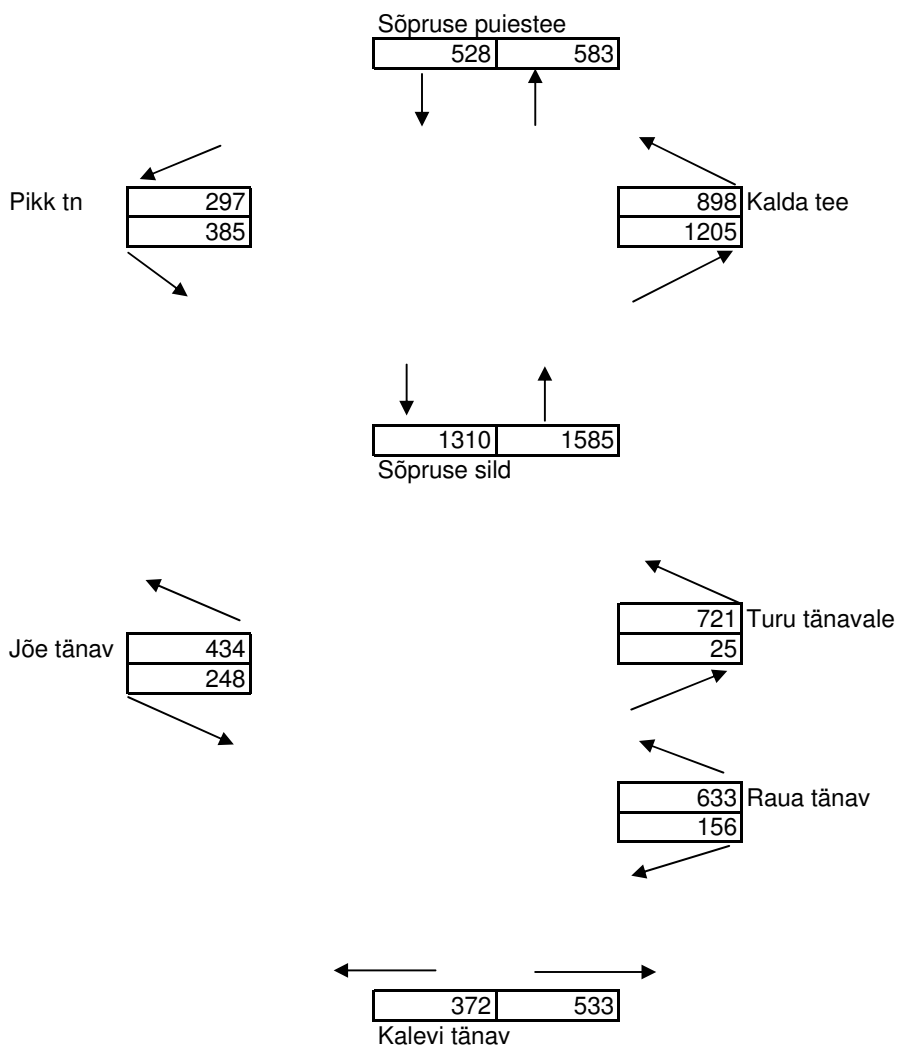 Sõpruse puiestee
528 583
Pikk tn 297 898 Kalda tee
385 1205
1310 1585
Sõpruse sild
721 Turu tänavale
Jõe tänav 434 25
248
633 Raua tänav
156
372 533
Kalevi tänav